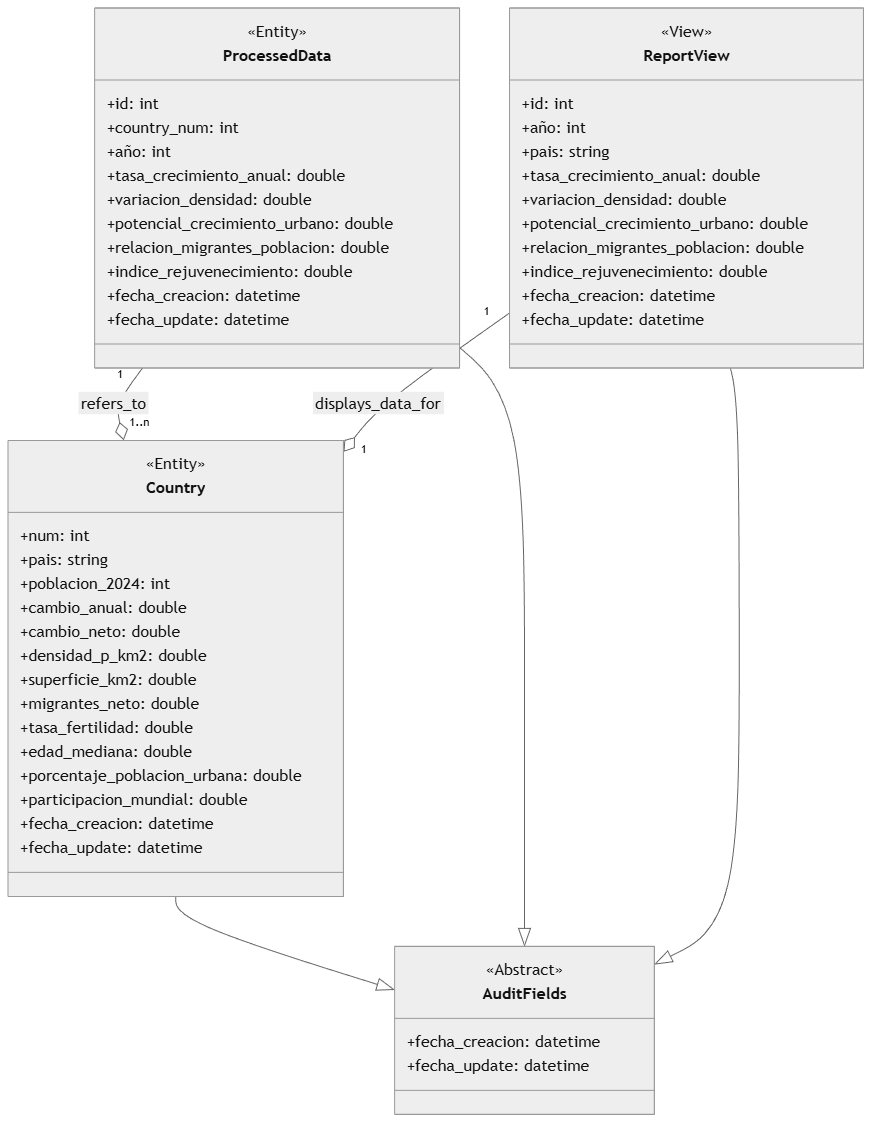 «Entity»
ProcessedData
+id: int
+country_num: int
+año: int
+tasa_crecimiento_anual: double
+variacion_densidad: double
+potencial_crecimiento_urbano: double
+relacion_migrantes_poblacion: double
+indice_rejuvenecimiento: double
+fecha_creacion: datetime
+fecha_update: datetime
«View»
ReportView
+id: int
+año: int
+pais: string
+tasa_crecimiento_anual: double
+variacion_densidad: double
+potencial_crecimiento_urbano: double
+relacion_migrantes_poblacion: double
+indice_rejuvenecimiento: double
+fecha_creacion: datetime
+fecha_update: datetime
1
refers_to
1..n
1
displays_data_for
1
«Entity»
Country
+num: int
+pais: string
+poblacion_2024: int
+cambio_anual: double
+cambio_neto: double
+densidad_p_km2: double
+superficie_km2: double
+migrantes_neto: double
+tasa_fertilidad: double
+edad_mediana: double
+porcentaje_poblacion_urbana: double
+participacion_mundial: double
+fecha_creacion: datetime
+fecha_update: datetime
«Abstract»
AuditFields
+fecha_creacion: datetime
+fecha_update: datetime